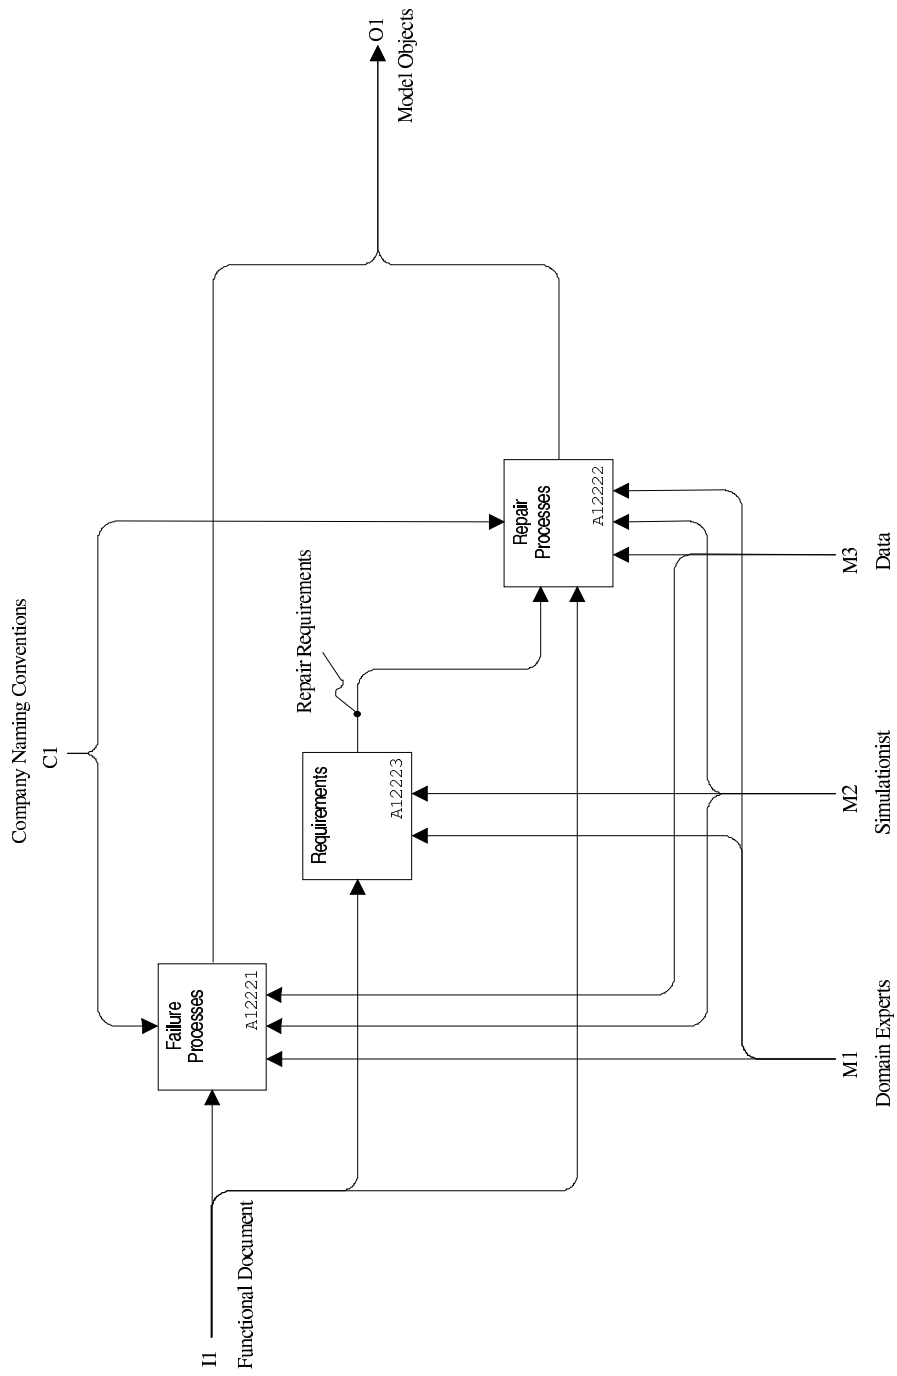 Company Naming Conventions
C1
Failure
Processes
A12221
Requirements
A12223
Repair Requirements
Repair
Processes
A12222
I1
Functional Document
O1
Model Objects
M1
Domain Experts
M2
Simulationist
M3
Data